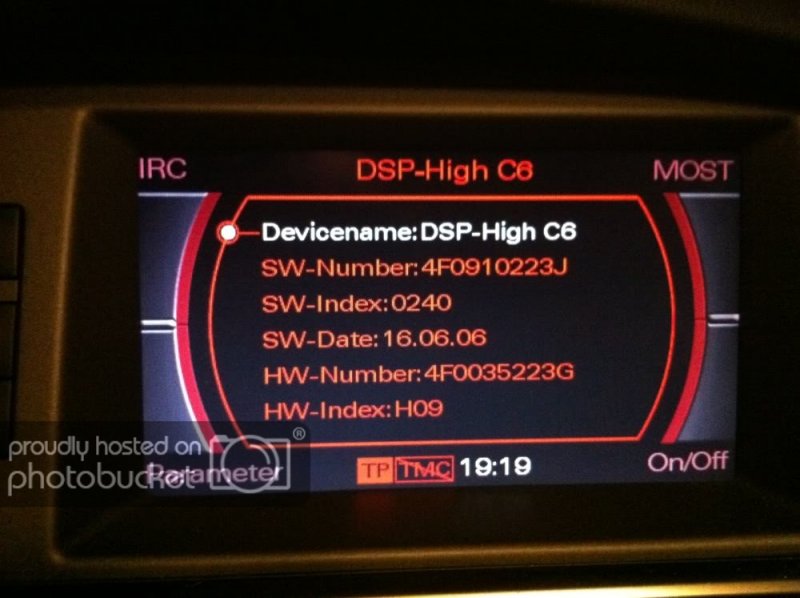 IRC DSP-High C6 MOST
Devicename:DSP-High C6
SW-Number:4F0910223J
SW-Index:0240
SW-Date:16.06.06
HW-Number:4F0035223G
HW-Index:H09
proudly hosted on
photobucket®
Parameter TP TMC 19:19 On/Off